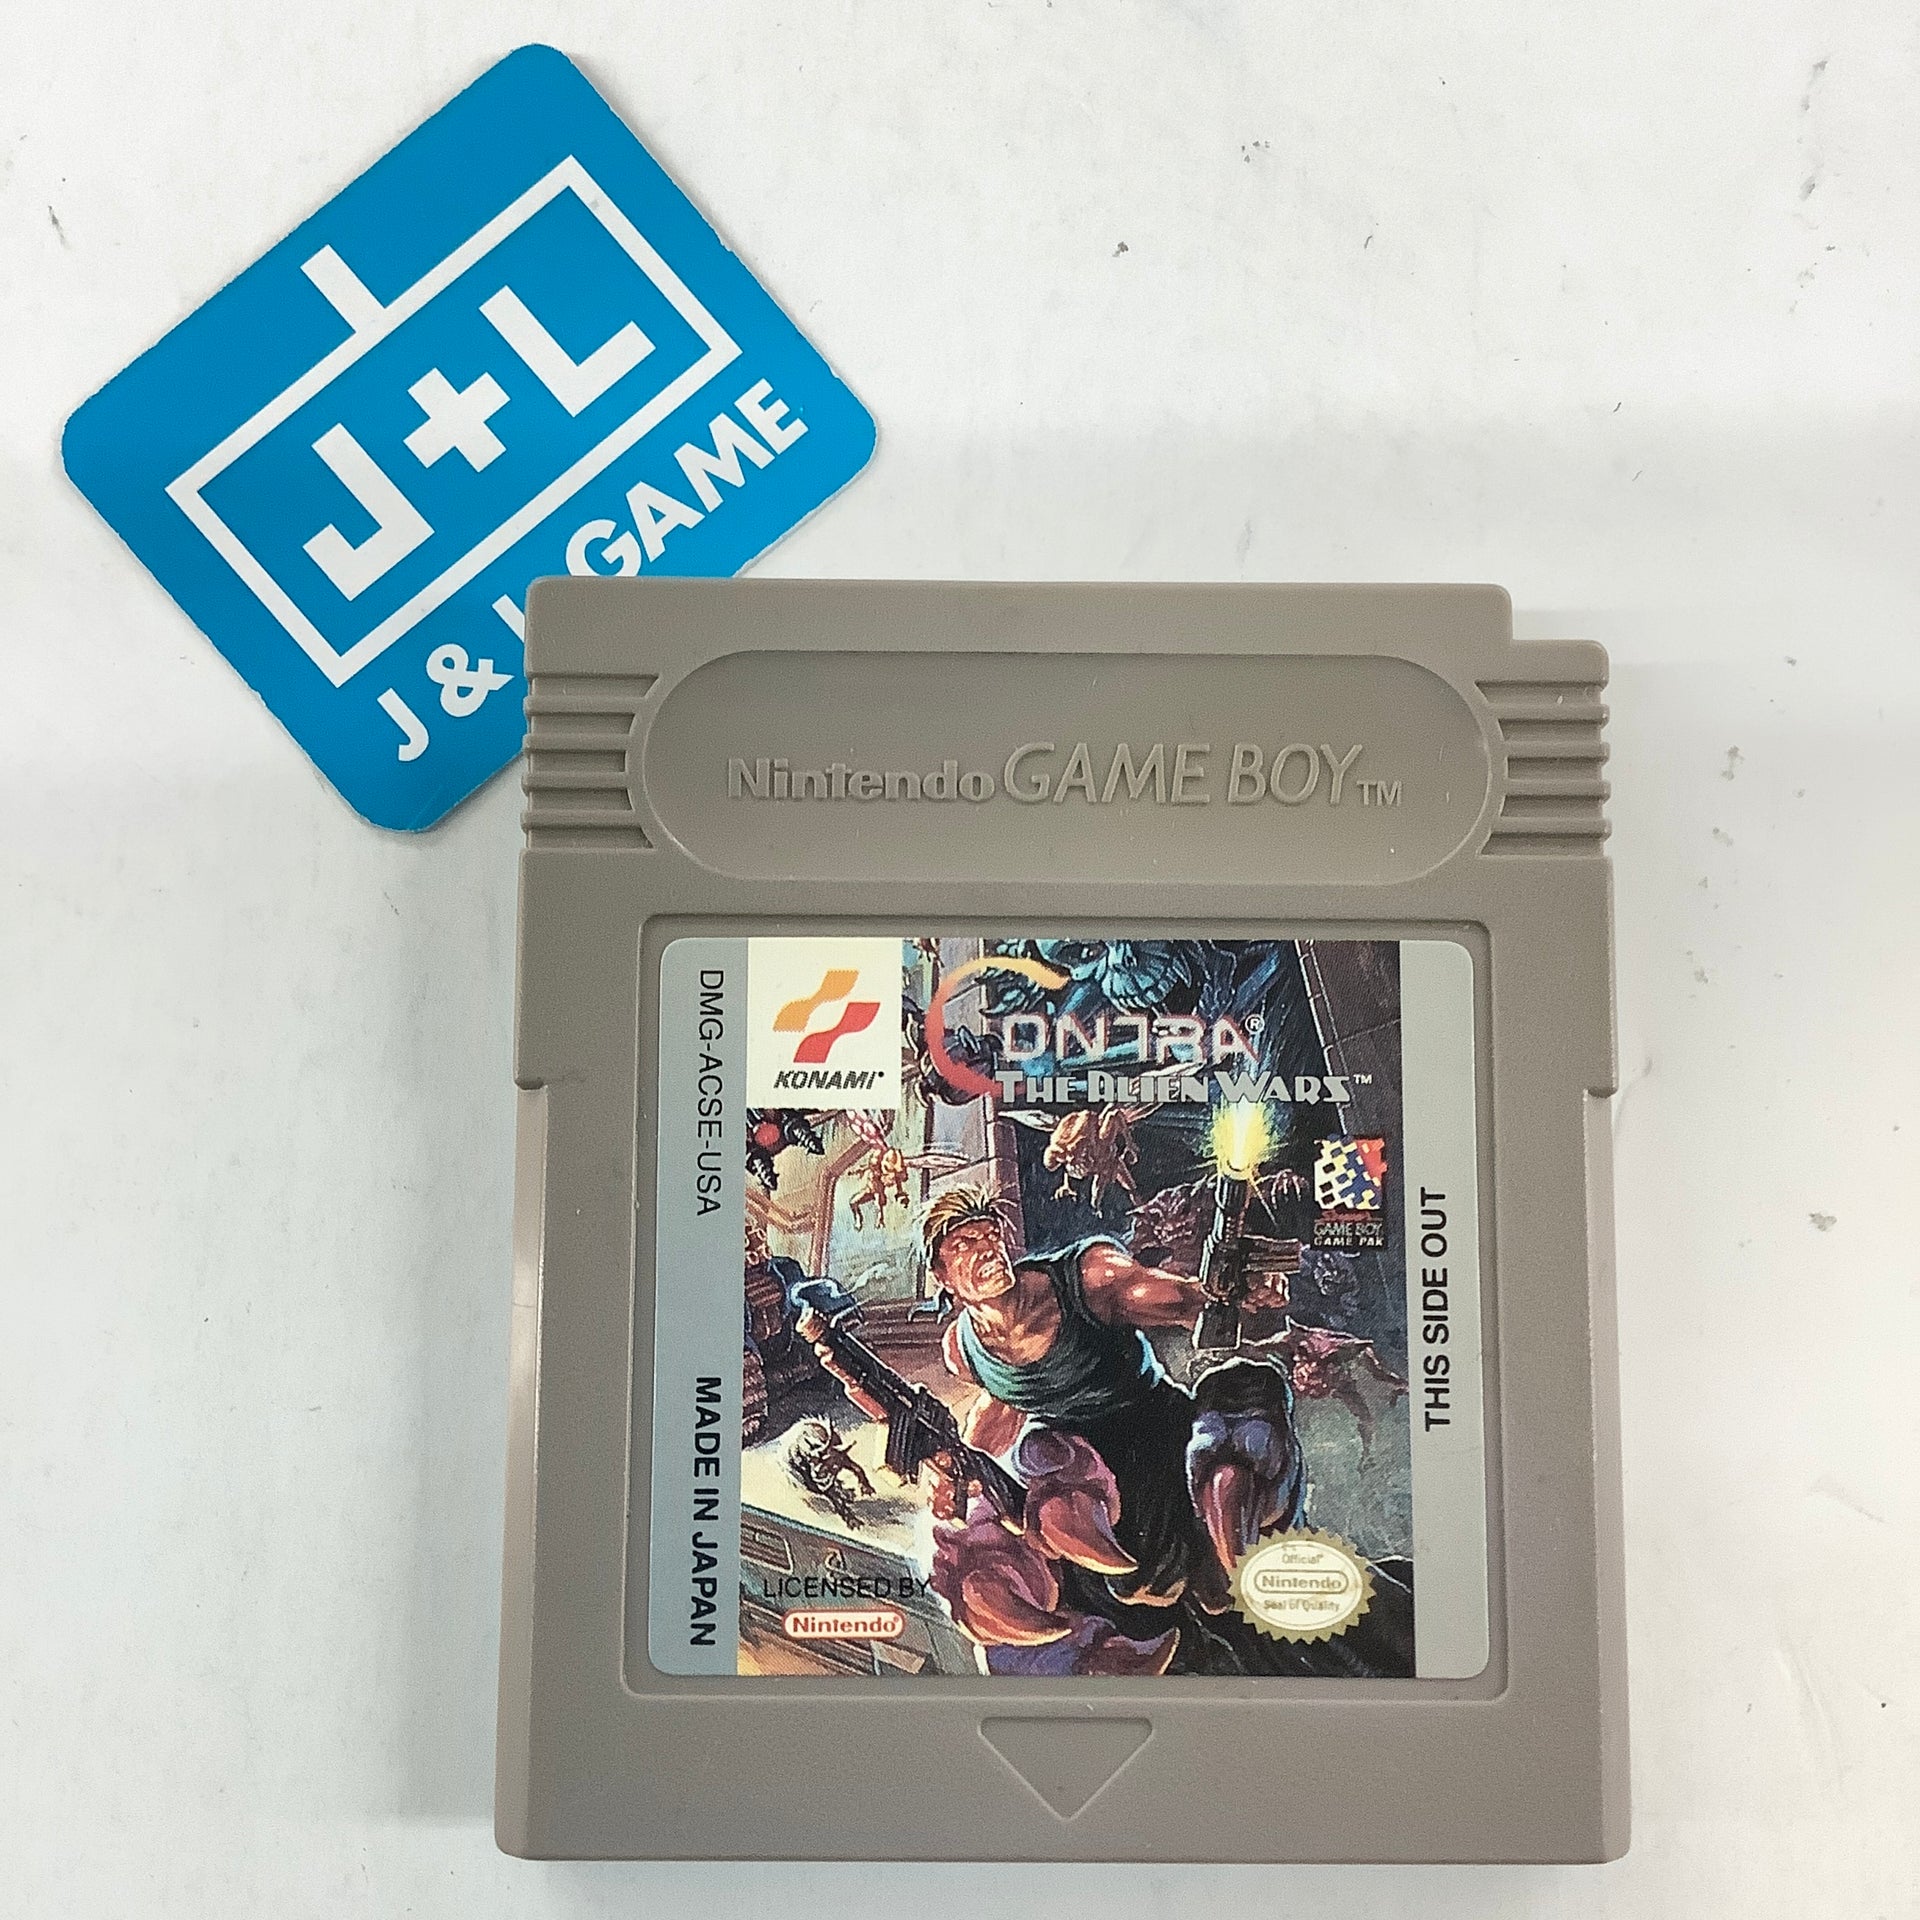 J+L
J & L GAME
Nintendo GAME BOY TM
DMG-ACSE-USA
MADE IN JAPAN
KONAMI®
CONTRA®
THE ALIEN WARS™
GAME BOY
GAME PAK
THIS SIDE OUT
LICENSED BY
Nintendo®
Official
Nintendo
Seal of Quality